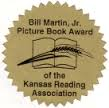 Bill Martin, Jr.
Picture Book Award
of the
Kansas Reading
Association